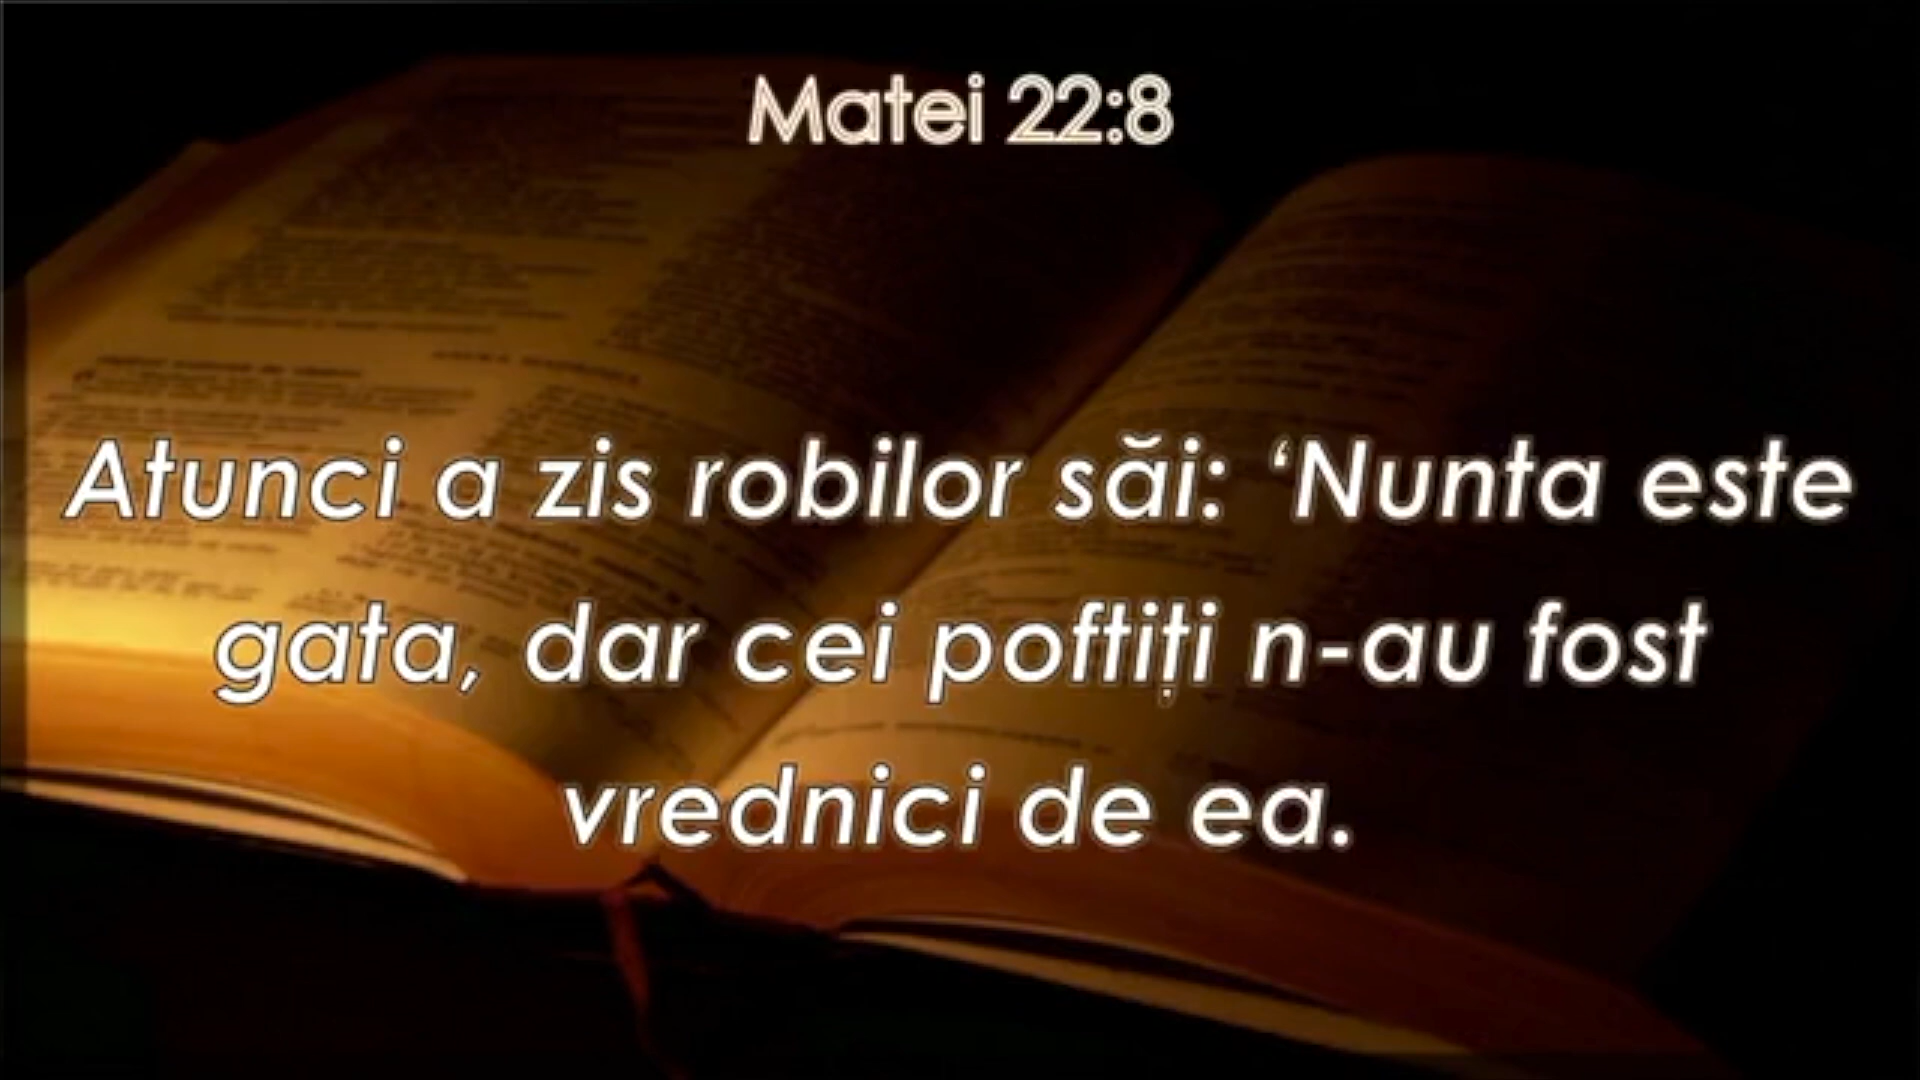 Matei 22:8
Atunci a zis robilor săi: ‘Nunta este
gata, dar cei poftiți n-au fost
vrednici de ea.